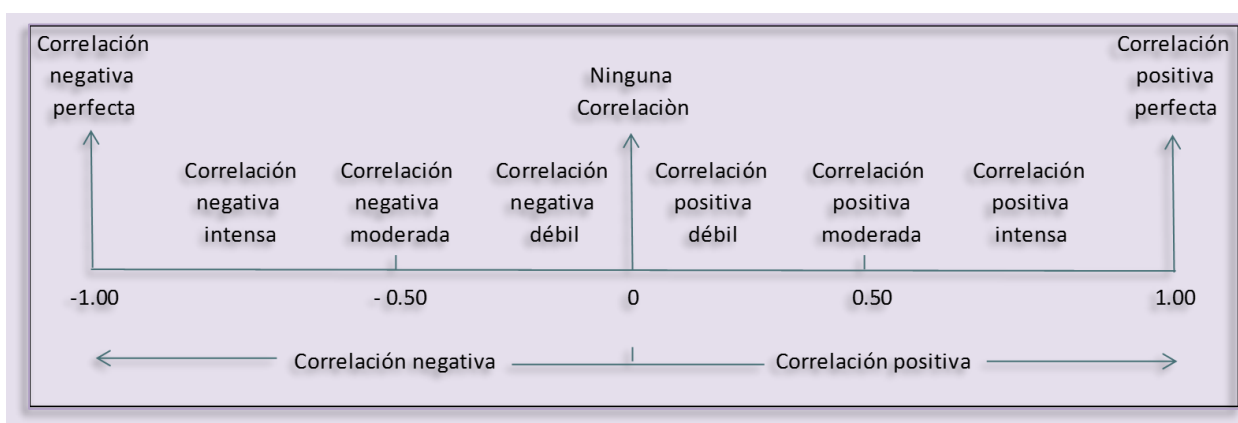 Correlación
negativa
perfecta
Ninguna
Correlaciòn
Correlación
positiva
perfecta
Correlación
negativa
intensa
Correlación
negativa
moderada
Correlación
negativa
débil
Correlación
positiva
débil
Correlación
positiva
moderada
Correlación
positiva
intensa
-1.00
- 0.50
0
0.50
1.00
Correlación negativa
Correlación positiva